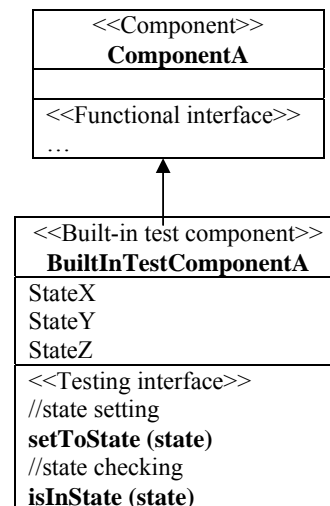 <<Component>>
ComponentA
<<Functional interface>>
…
<<Built-in test component>>
BuiltInTestComponentA
StateX
StateY
StateZ
<<Testing interface>>
//state setting
setToState (state)
//state checking
isInState (state)